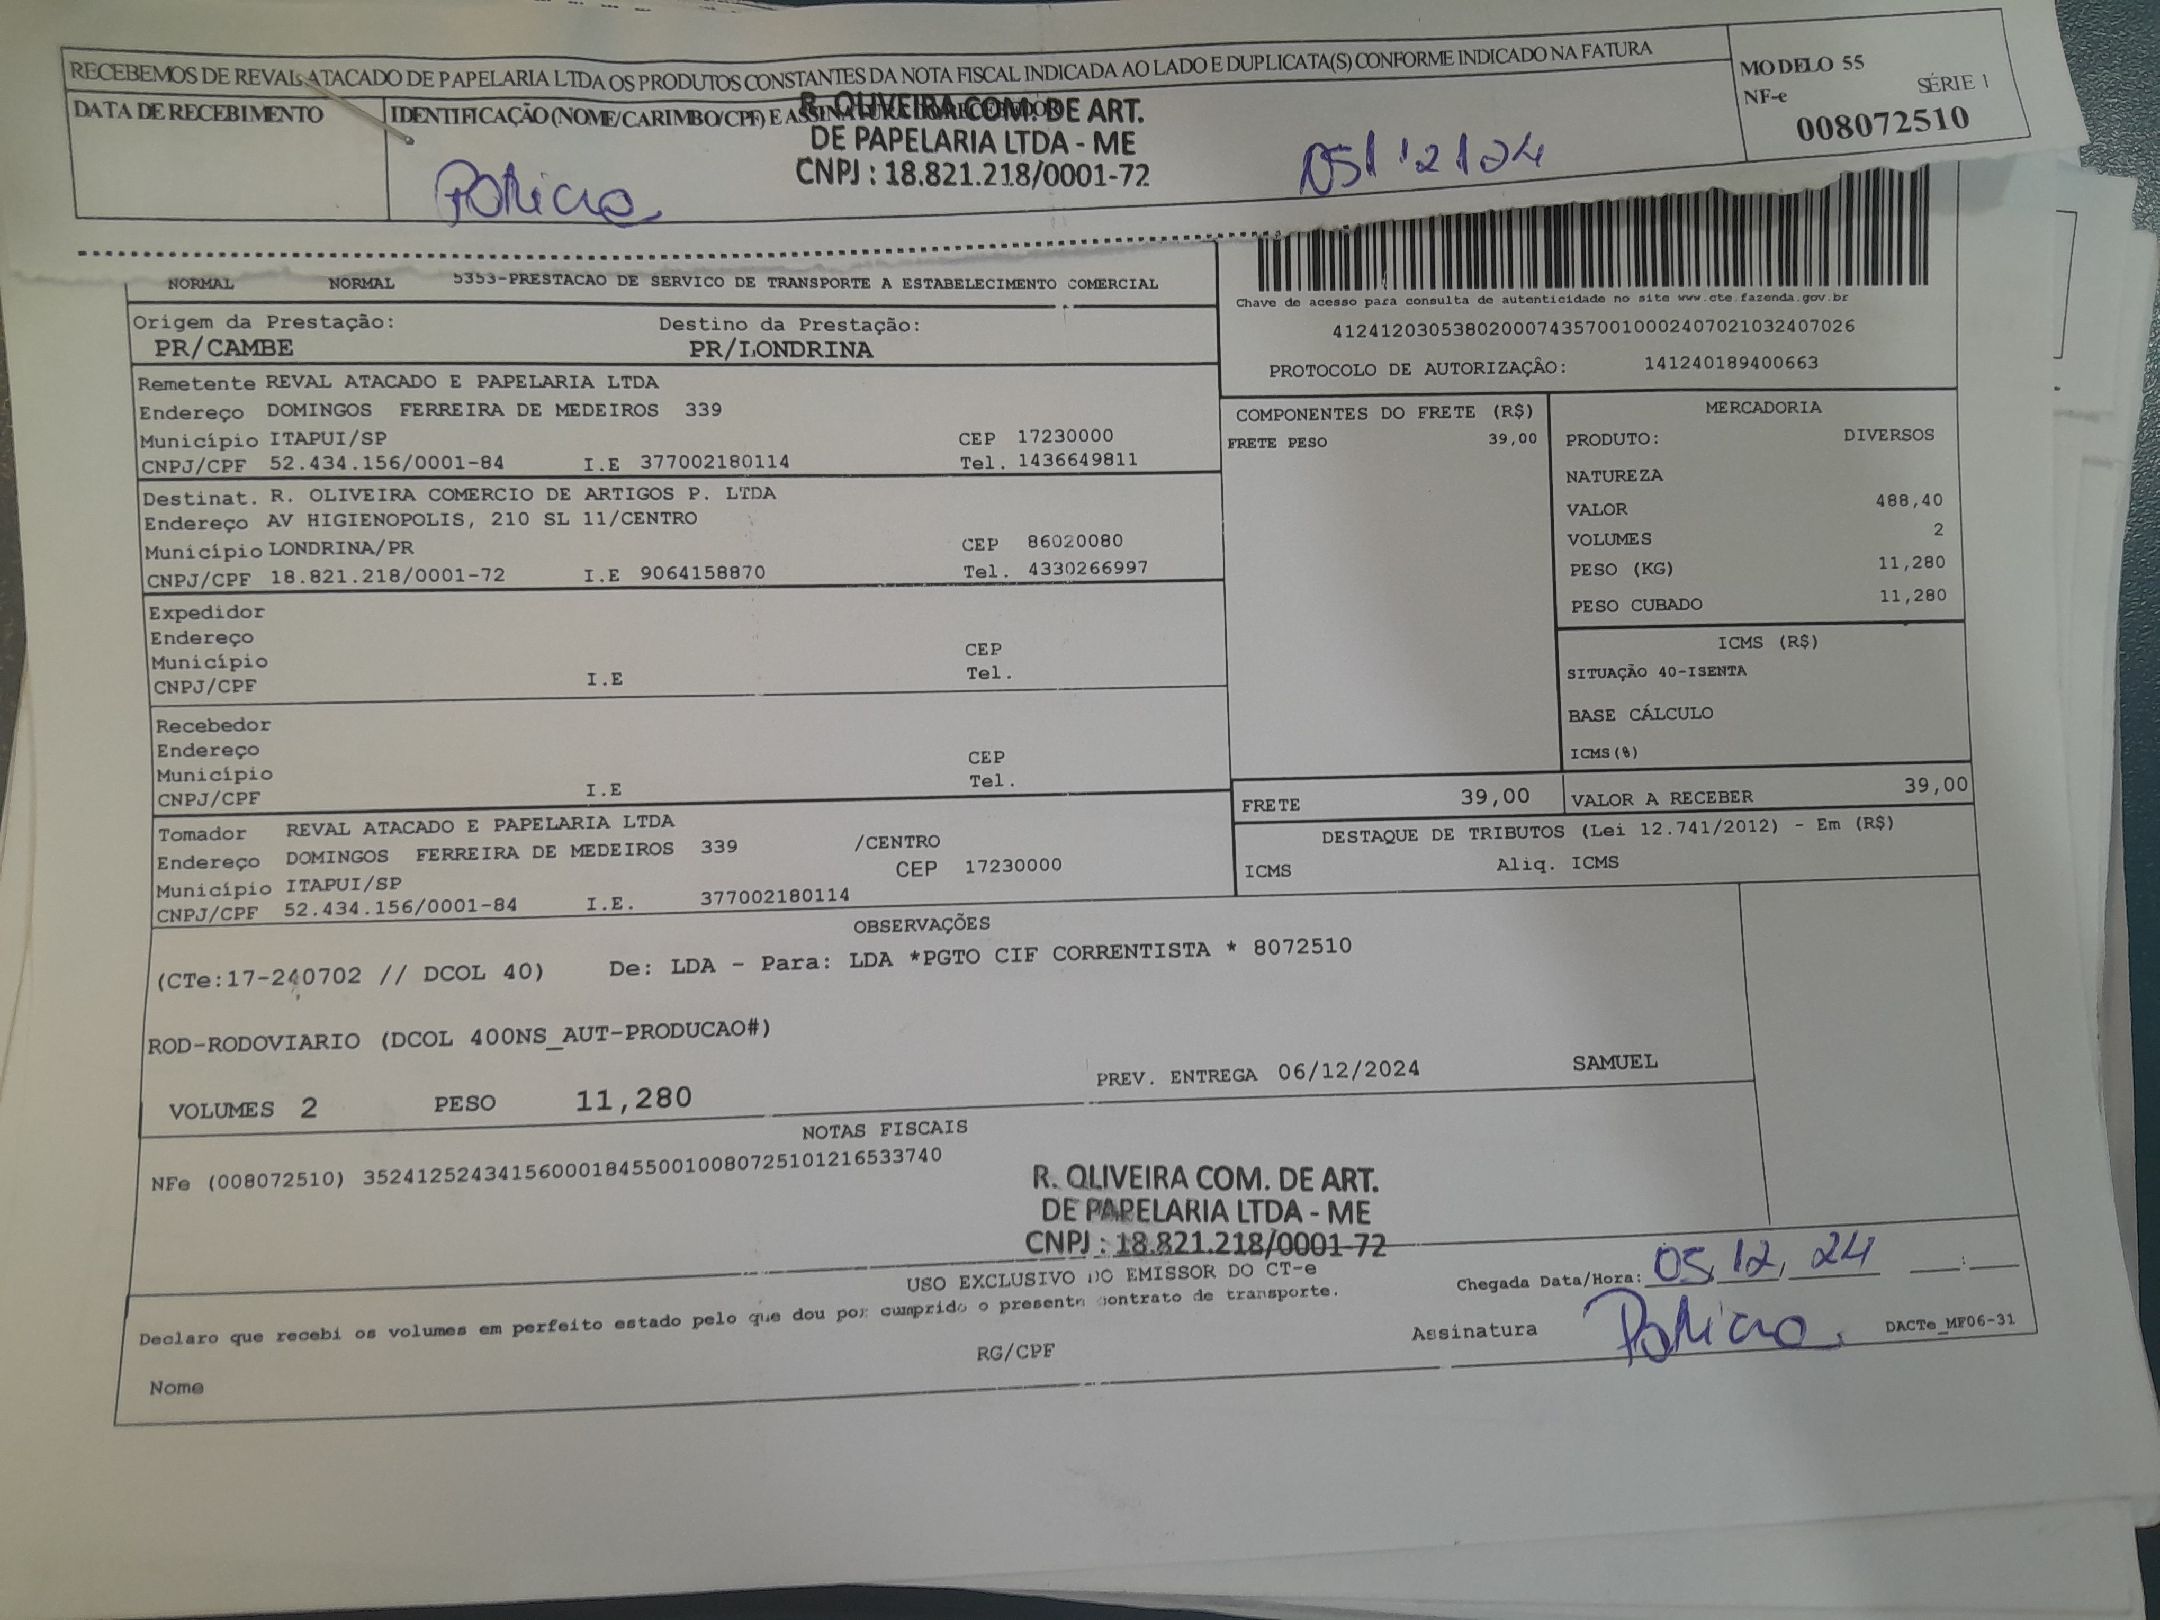 RECEBEMOS DE REVAL ATACADO DE PAPELARIA LTDA OS PRODUTOS CONSTANTES DA NOTA FISCAL INDICADA AO LADO E DUPLICATA(S) CONFORME INDICADO NA FATURA
MODELO 55
NF-e SÉRIE 1
008072510
DATA DE RECEBIMENTO
IDENTIFICAÇÃO (NOME/CARIMBO/CPF) E ASSINATURA DO RECEBEDOR
R. OLIVEIRA COM. DE ART.
DE PAPELARIA LTDA - ME
CNPJ : 18.821.218/0001-72
Patricia
05/12/24
NORMAL NORMAL 5353-PRESTACAO DE SERVICO DE TRANSPORTE A ESTABELECIMENTO COMERCIAL
Chave de acesso para consulta de autenticidade no site www.cte.fazenda.gov.br
41241203053802000743570010002407021032407026
PROTOCOLO DE AUTORIZAÇÃO: 141240189400663
Origem da Prestação: Destino da Prestação:
PR/CAMBE PR/LONDRINA
Remetente REVAL ATACADO E PAPELARIA LTDA
Endereço DOMINGOS FERREIRA DE MEDEIROS 339
Município ITAPUI/SP CEP 17230000
CNPJ/CPF 52.434.156/0001-84 I.E 377002180114 Tel. 1436649811
Destinat. R. OLIVEIRA COMERCIO DE ARTIGOS P. LTDA
Endereço AV HIGIENOPOLIS, 210 SL 11/CENTRO
Município LONDRINA/PR CEP 86020080
CNPJ/CPF 18.821.218/0001-72 I.E 9064158870 Tel. 4330266997
Expedidor
Endereço
Município CEP
CNPJ/CPF I.E Tel.
Recebedor
Endereço
Município CEP
CNPJ/CPF I.E Tel.
Tomador REVAL ATACADO E PAPELARIA LTDA
Endereço DOMINGOS FERREIRA DE MEDEIROS 339 /CENTRO
Município ITAPUI/SP CEP 17230000
CNPJ/CPF 52.434.156/0001-84 I.E. 377002180114
COMPONENTES DO FRETE (R$)
FRETE PESO 39,00
MERCADORIA
PRODUTO: DIVERSOS
NATUREZA
VALOR 488,40
VOLUMES 2
PESO (KG) 11,280
PESO CUBADO 11,280
ICMS (R$)
SITUAÇÃO 40-ISENTA
BASE CÁLCULO
ICMS(%)
FRETE 39,00 VALOR A RECEBER 39,00
DESTAQUE DE TRIBUTOS (Lei 12.741/2012) - Em (R$)
ICMS Aliq. ICMS
OBSERVAÇÕES
(CTe:17-240702 // DCOL 40) De: LDA - Para: LDA *PGTO CIF CORRENTISTA * 8072510
ROD-RODOVIARIO (DCOL 400NS_AUT-PRODUCAO#)
VOLUMES 2 PESO 11,280 PREV. ENTREGA 06/12/2024 SAMUEL
NOTAS FISCAIS
NFe (008072510) 35241252434156000184550010080725101216533740
R. OLIVEIRA COM. DE ART.
DE PAPELARIA LTDA - ME
CNPJ : 18.821.218/0001-72
USO EXCLUSIVO DO EMISSOR DO CT-e
Declaro que recebi os volumes em perfeito estado pelo que dou por cumprido o presente contrato de transporte.
Chegada Data/Hora: 05,12,24 __:__
Nome RG/CPF Assinatura Patricia DACTe_MF06-31